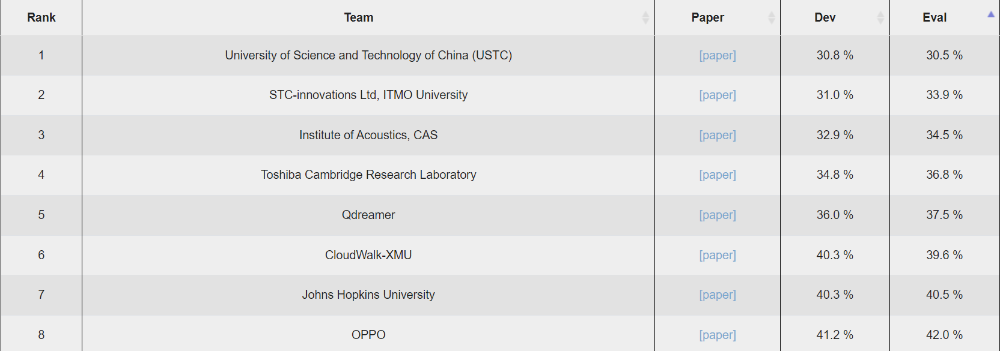 Rank Team Paper Dev Eval
1 University of Science and Technology of China (USTC) [paper] 30.8 % 30.5 %
2 STC-innovations Ltd, ITMO University [paper] 31.0 % 33.9 %
3 Institute of Acoustics, CAS [paper] 32.9 % 34.5 %
4 Toshiba Cambridge Research Laboratory [paper] 34.8 % 36.8 %
5 Qdreamer [paper] 36.0 % 37.5 %
6 CloudWalk-XMU [paper] 40.3 % 39.6 %
7 Johns Hopkins University [paper] 40.3 % 40.5 %
8 OPPO [paper] 41.2 % 42.0 %